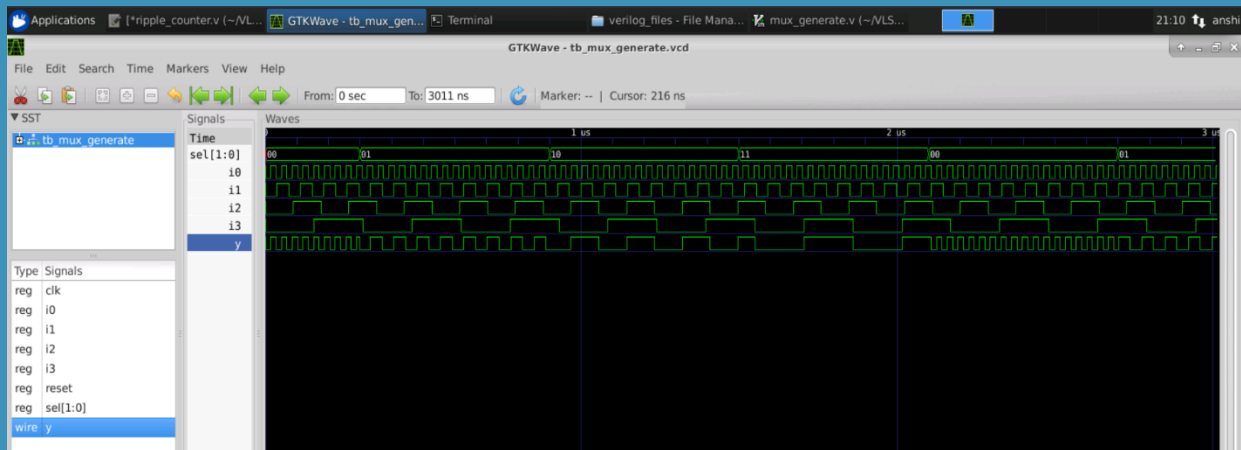 Applications [*ripple_counter.v (~/VL... GTKWave - tb_mux_gen... Terminal verilog_files - File Mana... mux_generate.v (~/VLS... 21:10 anshi
GTKWave - tb_mux_generate.vcd
File Edit Search Time Markers View Help
From: 0 sec To: 3011 ns Marker: -- | Cursor: 216 ns
SST Signals Waves
tb_mux_generate Time 1 us 2 us 3 us
sel[1:0] 00 01 10 11 00 01
i0
i1
i2
i3
y
Type Signals
reg clk
reg i0
reg i1
reg i2
reg i3
reg reset
reg sel[1:0]
wire y